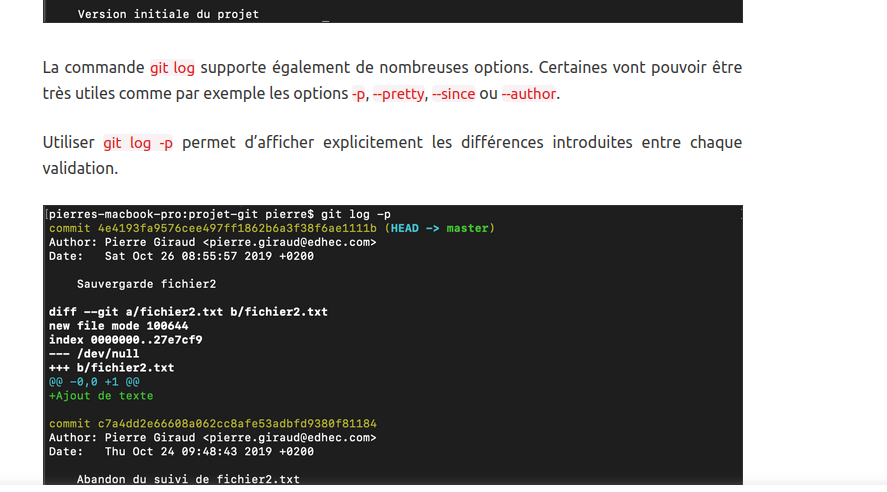 Version initiale du projet
La commande git log supporte également de nombreuses options. Certaines vont pouvoir être
très utiles comme par exemple les options -p, --pretty, --since ou --author.
Utiliser git log -p permet d’afficher explicitement les différences introduites entre chaque
validation.
[pierres-macbook-pro:projet-git pierre$ git log -p
commit 4e4193fa9576cee497ff1862b6a3f38f6ae1111b (HEAD -> master)
Author: Pierre Giraud <pierre.giraud@edhec.com>
Date:   Sat Oct 26 08:55:57 2019 +0200
Sauvergarde fichier2
diff --git a/fichier2.txt b/fichier2.txt
new file mode 100644
index 0000000..27e7cf9
--- /dev/null
+++ b/fichier2.txt
@@ -0,0 +1 @@
+Ajout de texte
commit c7a4dd2e66608a062cc8afe53adbfd9380f81184
Author: Pierre Giraud <pierre.giraud@edhec.com>
Date:   Thu Oct 24 09:48:43 2019 +0200
Abandon du suivi de fichier2.txt